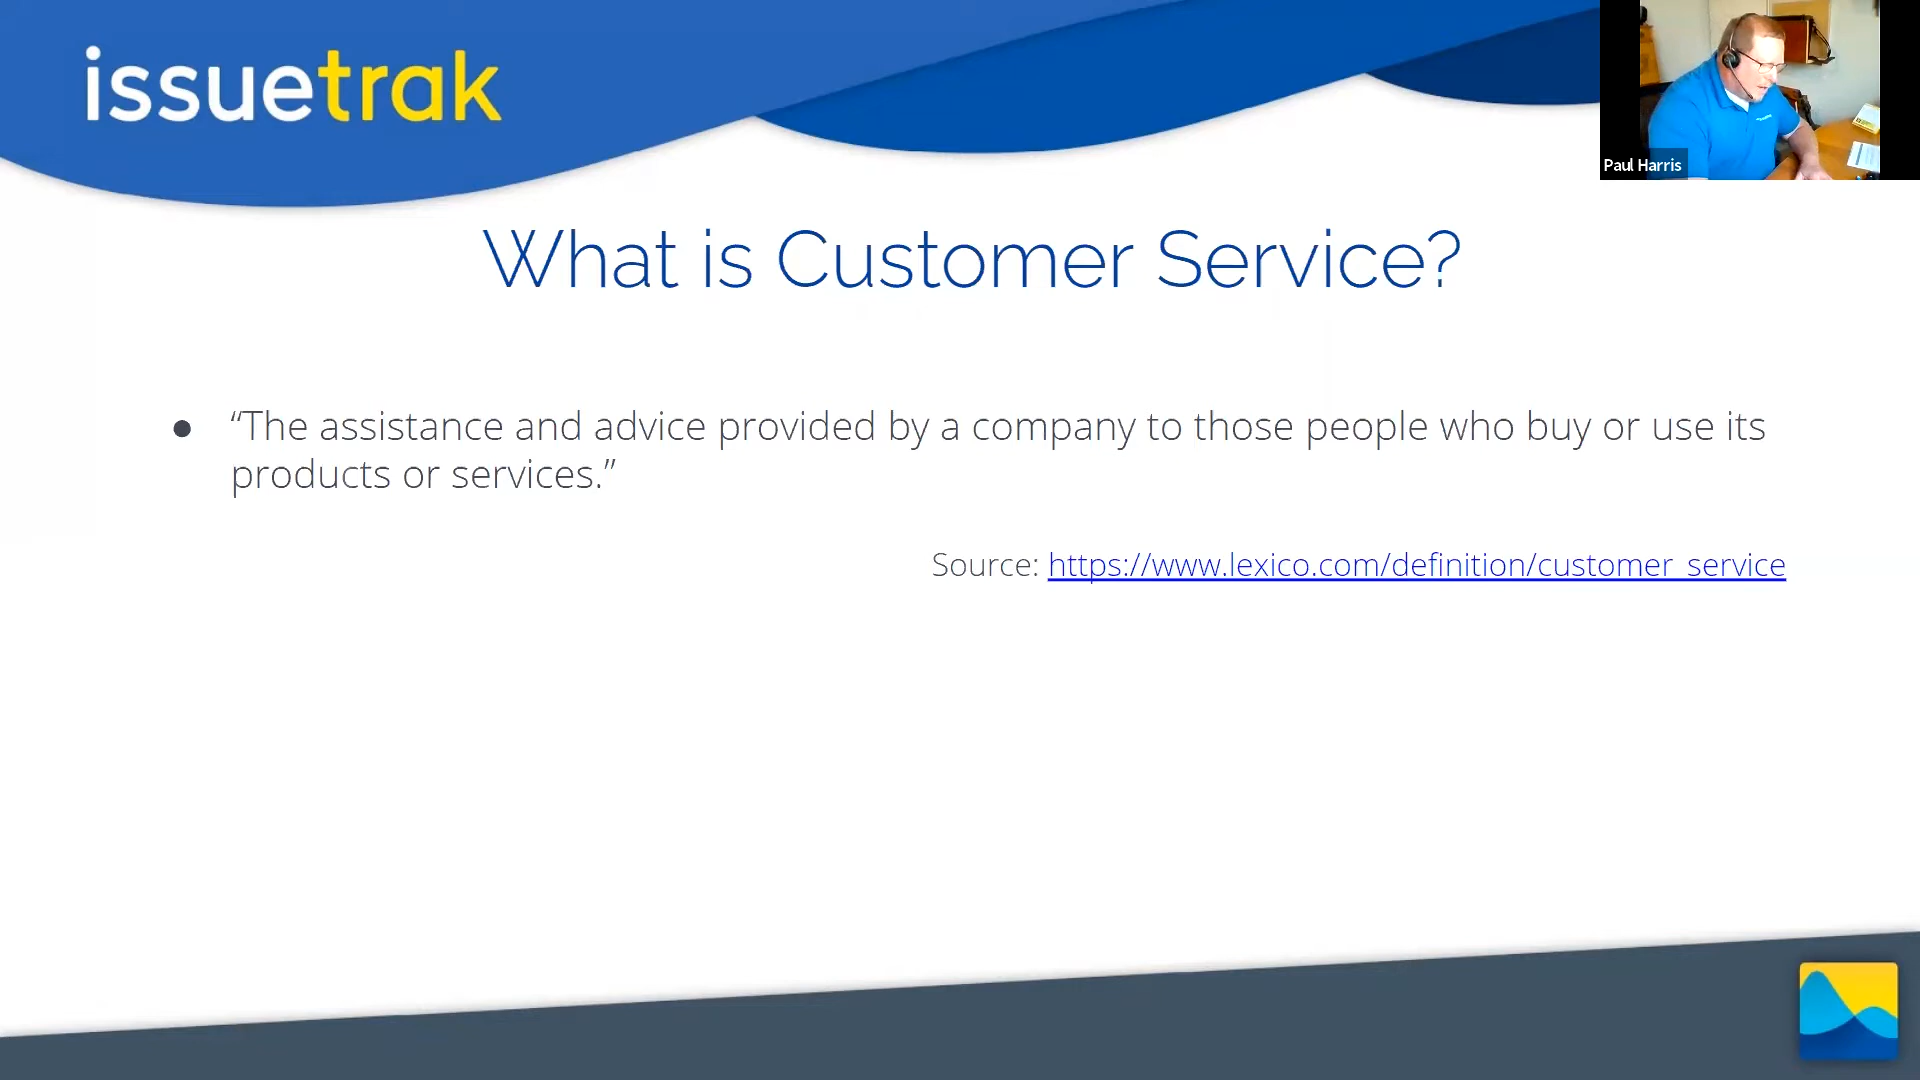 issuetrak
Paul Harris
What is Customer Service?
● “The assistance and advice provided by a company to those people who buy or use its
products or services.”
Source: https://www.lexico.com/definition/customer_service